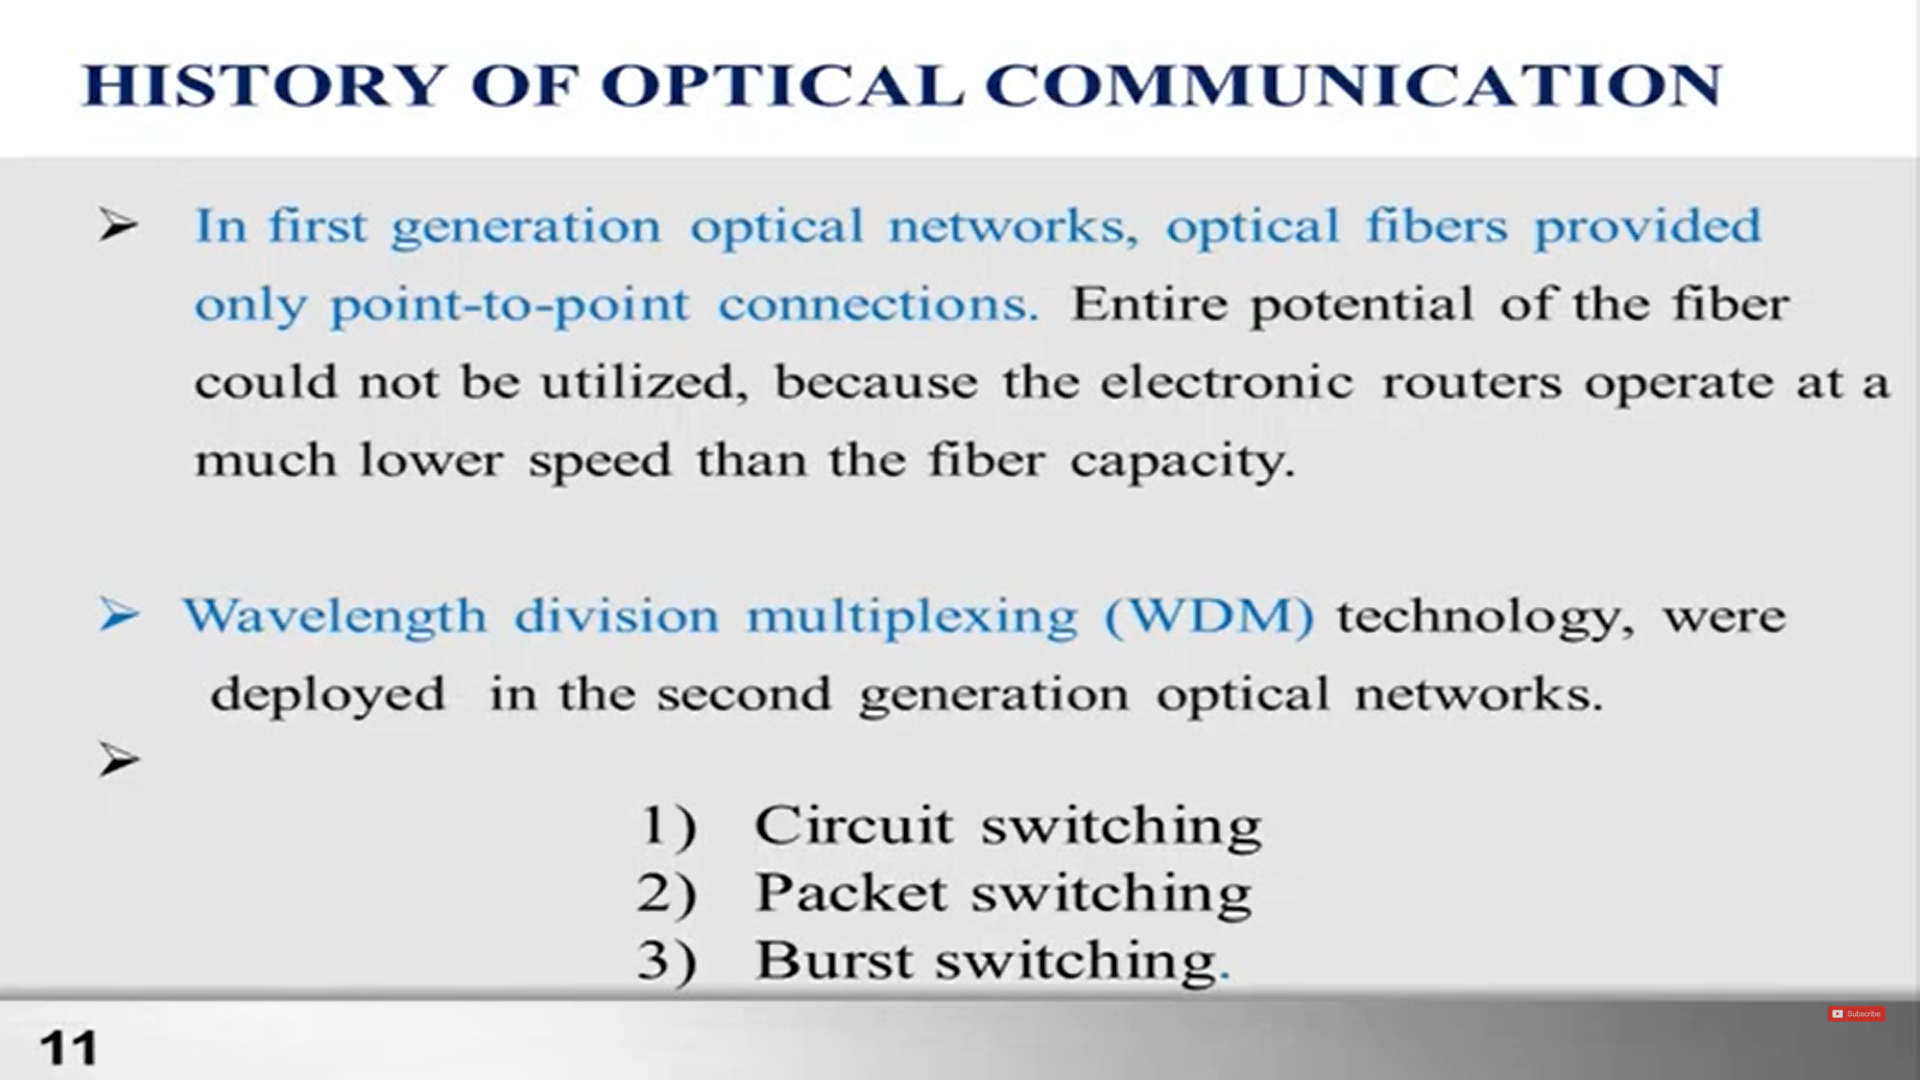 HISTORY OF OPTICAL COMMUNICATION
➢ In first generation optical networks, optical fibers provided
only point-to-point connections. Entire potential of the fiber
could not be utilized, because the electronic routers operate at a
much lower speed than the fiber capacity.
➢ Wavelength division multiplexing (WDM) technology, were
deployed in the second generation optical networks.
➢
1) Circuit switching
2) Packet switching
3) Burst switching.
Subscribe
11